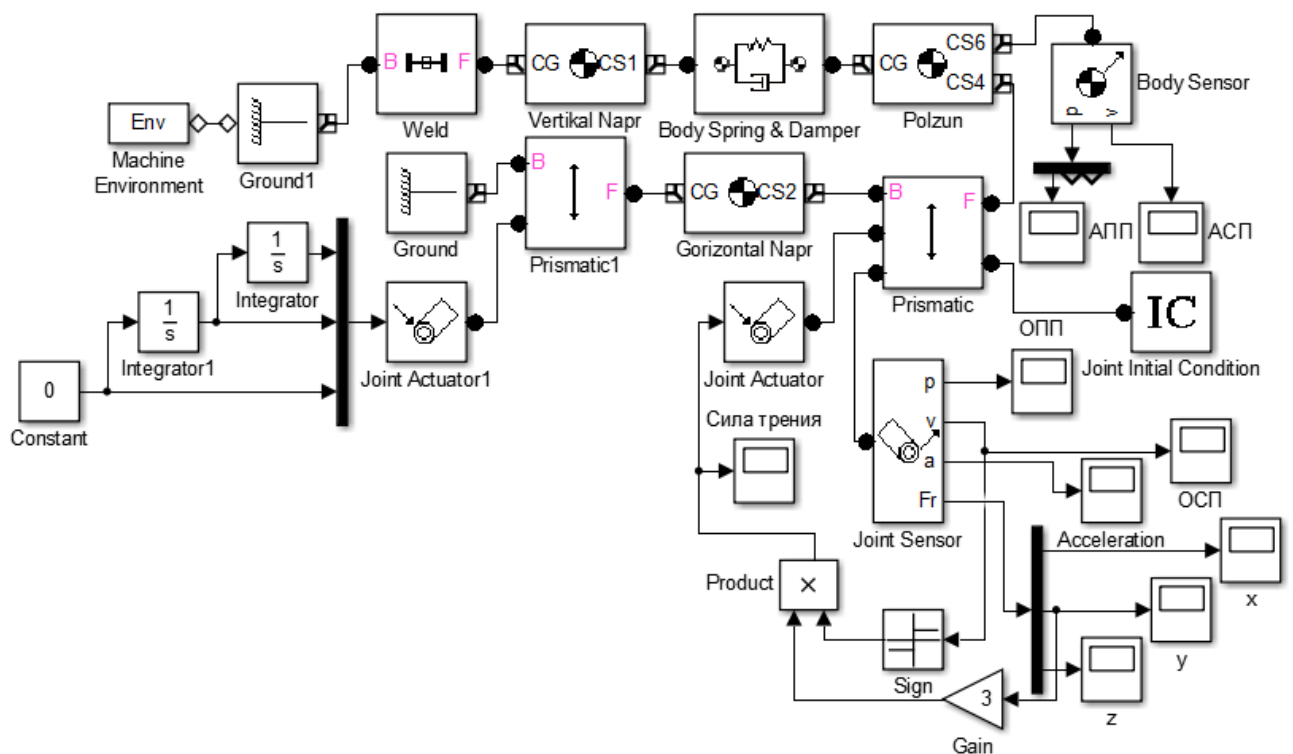 CS6
B
F
CG
CS1
CG
CS4
Env
Body Sensor
p
v
Weld
Vertikal Napr
Body Spring & Damper
Polzun
Machine
Environment
Ground1
B
F
CG
CS2
B
F
АПП
АСП
1
s
Ground
Gorizontal Napr
Prismatic1
Integrator
Prismatic
IC
1
s
ОПП
Integrator1
Joint Actuator1
Joint Actuator
Joint Initial Condition
0
p
Constant
Сила трения
v
a
ОСП
Fr
Joint Sensor
Acceleration
Product
×
x
y
Sign
3
z
Gain